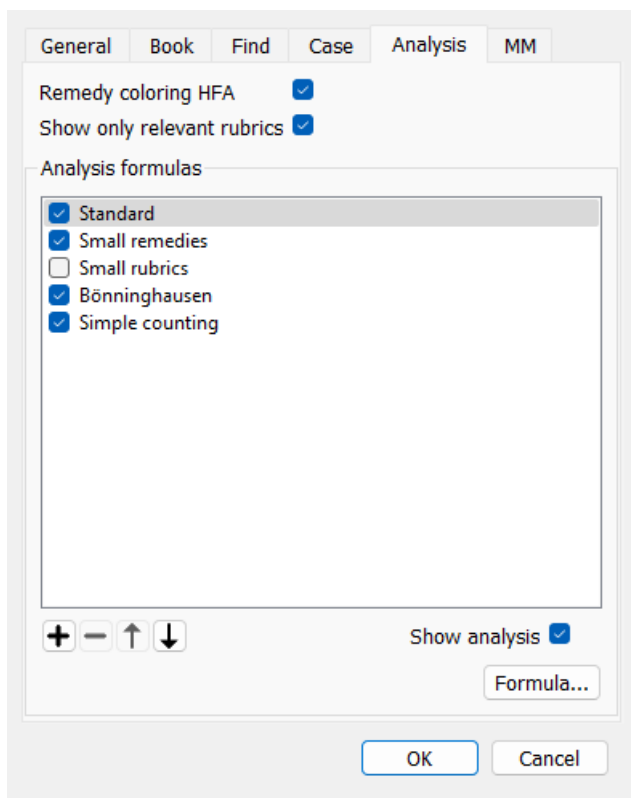 General Book Find Case Analysis MM
Remedy coloring HFA
Show only relevant rubrics
Analysis formulas
Standard
Small remedies
Small rubrics
Bönninghausen
Simple counting
Show analysis
Formula...
OK Cancel